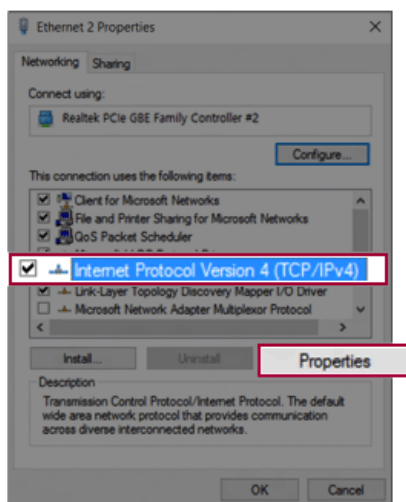 Ethernet 2 Properties
Networking Sharing
Connect using:
Realtek PCIe GBE Family Controller #2
Configure...
This connection uses the following items:
Client for Microsoft Networks
File and Printer Sharing for Microsoft Networks
QoS Packet Scheduler
Internet Protocol Version 4 (TCP/IPv4)
Link-Layer Topology Discovery Mapper I/O Driver
Microsoft Network Adapter Multiplexor Protocol
Install... Uninstall Properties
Description
Transmission Control Protocol/Internet Protocol. The default
wide area network protocol that provides communication
across diverse interconnected networks.
OK Cancel